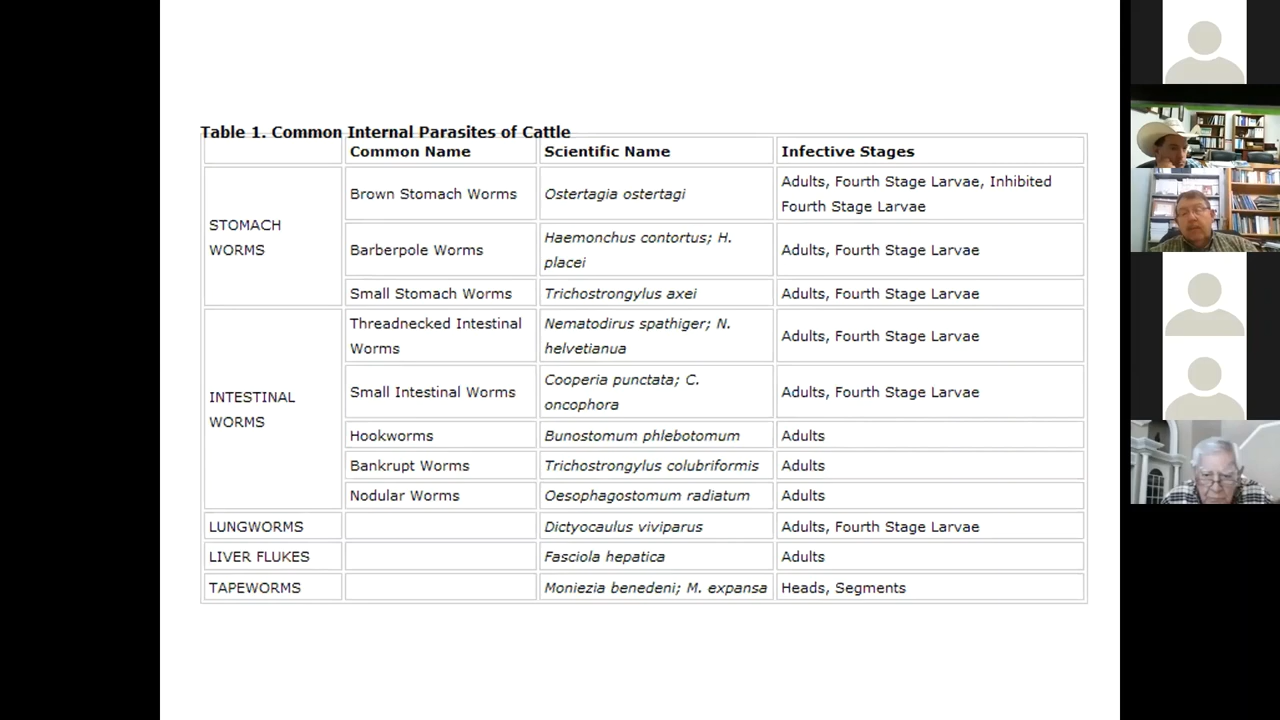 Table 1. Common Internal Parasites of Cattle
Common Name Scientific Name Infective Stages
STOMACH
WORMS
Brown Stomach Worms
Ostertagia ostertagi
Adults, Fourth Stage Larvae, Inhibited
Fourth Stage Larvae
Barberpole Worms
Haemonchus contortus; H.
placei
Adults, Fourth Stage Larvae
Small Stomach Worms
Trichostrongylus axei
Adults, Fourth Stage Larvae
INTESTINAL
WORMS
Threadnecked Intestinal
Worms
Nematodirus spathiger; N.
helvetianua
Adults, Fourth Stage Larvae
Small Intestinal Worms
Cooperia punctata; C.
oncophora
Adults, Fourth Stage Larvae
Hookworms
Bunostomum phlebotomum
Adults
Bankrupt Worms
Trichostrongylus colubriformis
Adults
Nodular Worms
Oesophagostomum radiatum
Adults
LUNGWORMS
Dictyocaulus viviparus
Adults, Fourth Stage Larvae
LIVER FLUKES
Fasciola hepatica
Adults
TAPEWORMS
Moniezia benedeni; M. expansa
Heads, Segments